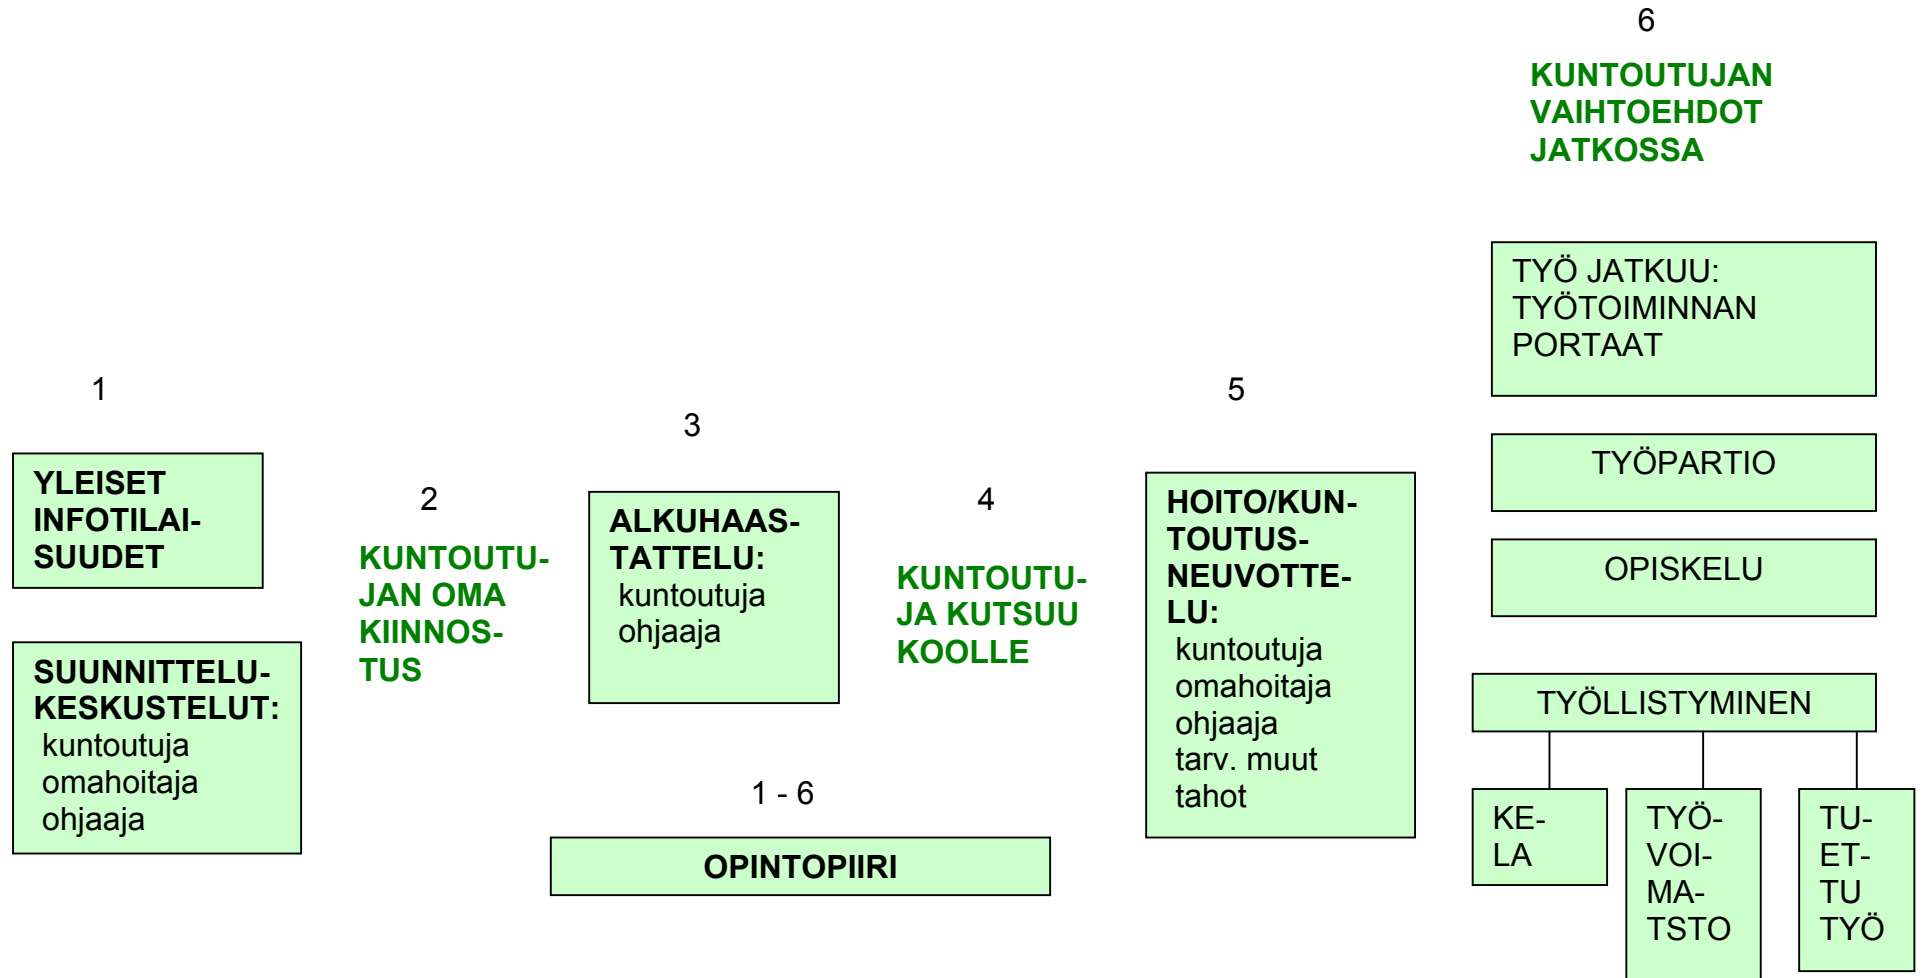 1
YLEISET
INFOTILAI-
SUUDET
SUUNNITTELU-
KESKUSTELUT:
kuntoutuja
omahoitaja
ohjaaja
2
KUNTOUTU-
JAN OMA
KIINNOS-
TUS
3
ALKUHAAS-
TATTELU:
kuntoutuja
ohjaaja
4
KUNTOUTU-
JA KUTSUU
KOOLLE
1 - 6
OPINTOPIIRI
5
HOITO/KUN-
TOUTUS-
NEUVOTTE-
LU:
kuntoutuja
omahoitaja
ohjaaja
tarv. muut
tahot
6
KUNTOUTUJAN
VAIHTOEHDOT
JATKOSSA
TYÖ JATKUU:
TYÖTOIMINNAN
PORTAAT
TYÖPARTIO
OPISKELU
TYÖLLISTYMINEN
KE-
LA
TYÖ-
VOI-
MA-
TSTO
TU-
ET-
TU
TYÖ